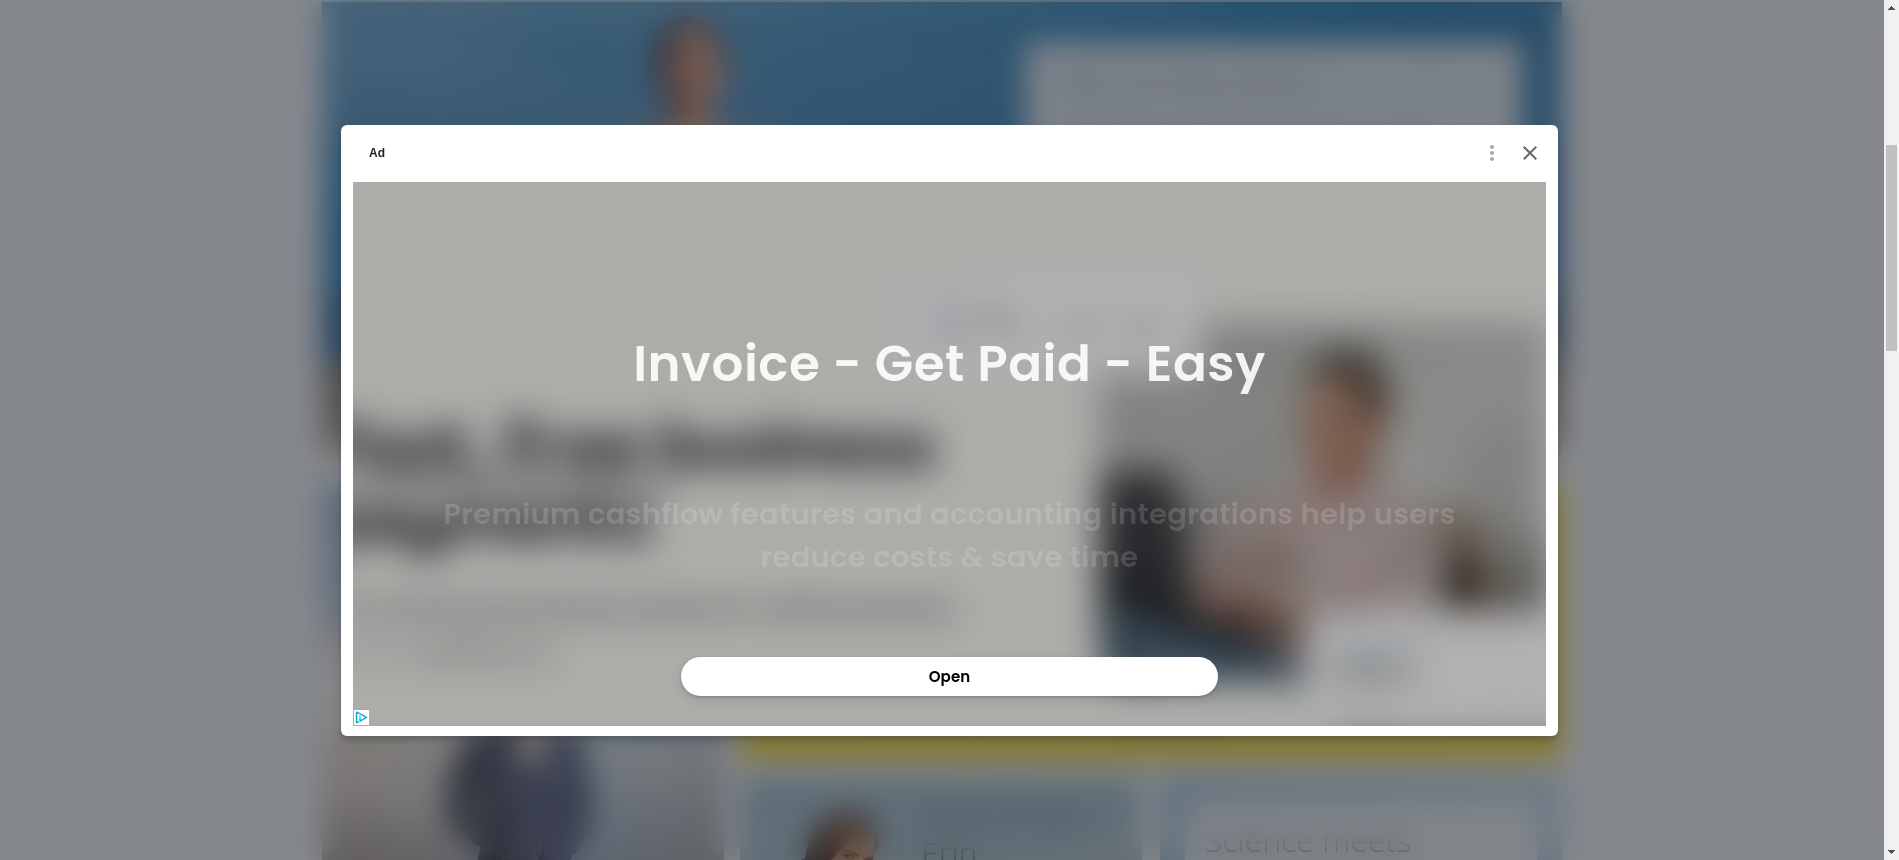 Ad
Invoice - Get Paid - Easy
Premium cashflow features and accounting integrations help users
reduce costs & save time
Open
Erin
Science meets